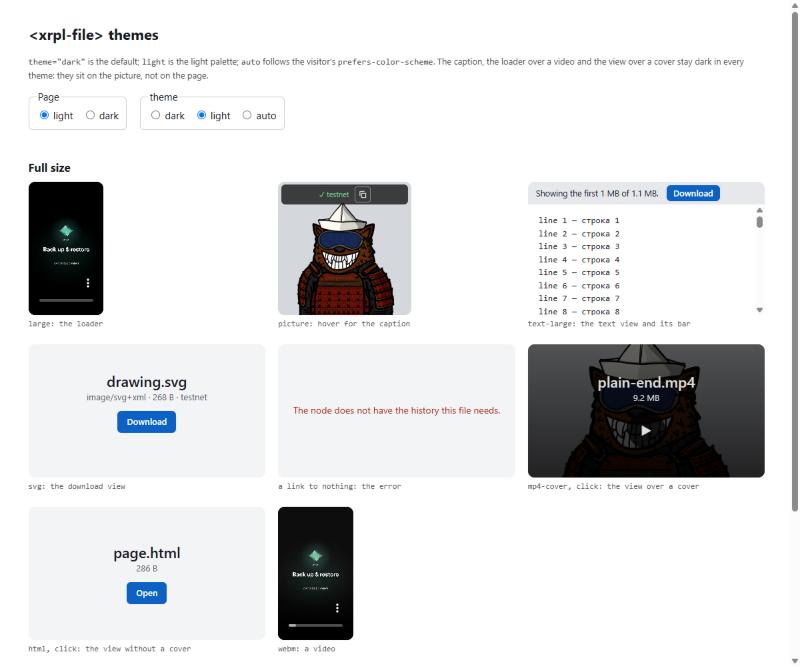 <xrpl-file> themes
theme="dark" is the default; light is the light palette; auto follows the visitor's prefers-color-scheme. The caption, the loader over a video and the view over a cover stay dark in every
theme: they sit on the picture, not on the page.
Page
light
dark
theme
dark
light
auto
Full size
Back up & restore
large: the loader
✓ testnet
picture: hover for the caption
Showing the first 1 MB of 1.1 MB.
Download
line 1 — строка 1
line 2 — строка 2
line 3 — строка 3
line 4 — строка 4
line 5 — строка 5
line 6 — строка 6
line 7 — строка 7
line 8 — строка 8
text-large: the text view and its bar
drawing.svg
image/svg+xml · 268 B · testnet
Download
svg: the download view
The node does not have the history this file needs.
a link to nothing: the error
plain-end.mp4
9.2 MB
mp4-cover, click: the view over a cover
page.html
286 B
Open
html, click: the view without a cover
Back up & restore
webm: a video